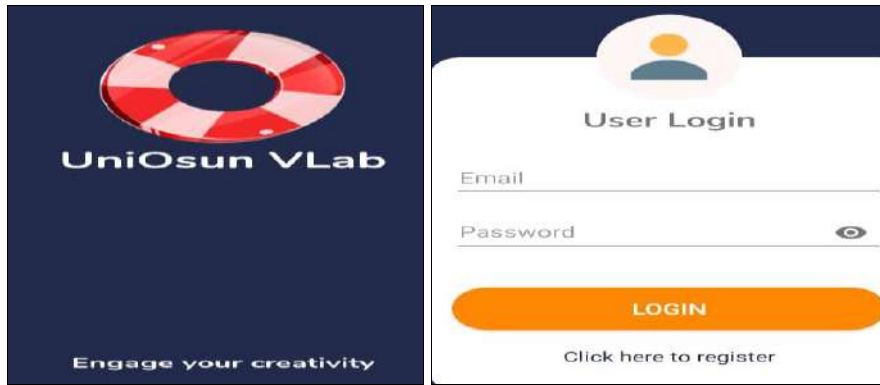 UniOsun VLab
Engage your creativity
User Login
Email
Password
LOGIN
Click here to register